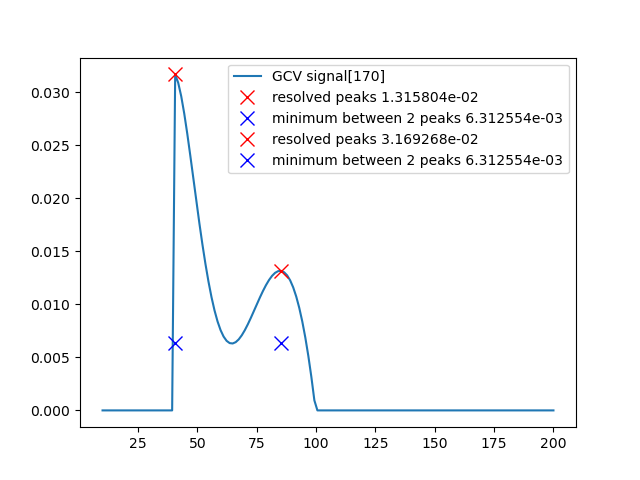 GCV signal[170]
resolved peaks 1.315804e-02
minimum between 2 peaks 6.312554e-03
resolved peaks 3.169268e-02
minimum between 2 peaks 6.312554e-03
0.030
0.025
0.020
0.015
0.010
0.005
0.000
25 50 75 100 125 150 175 200